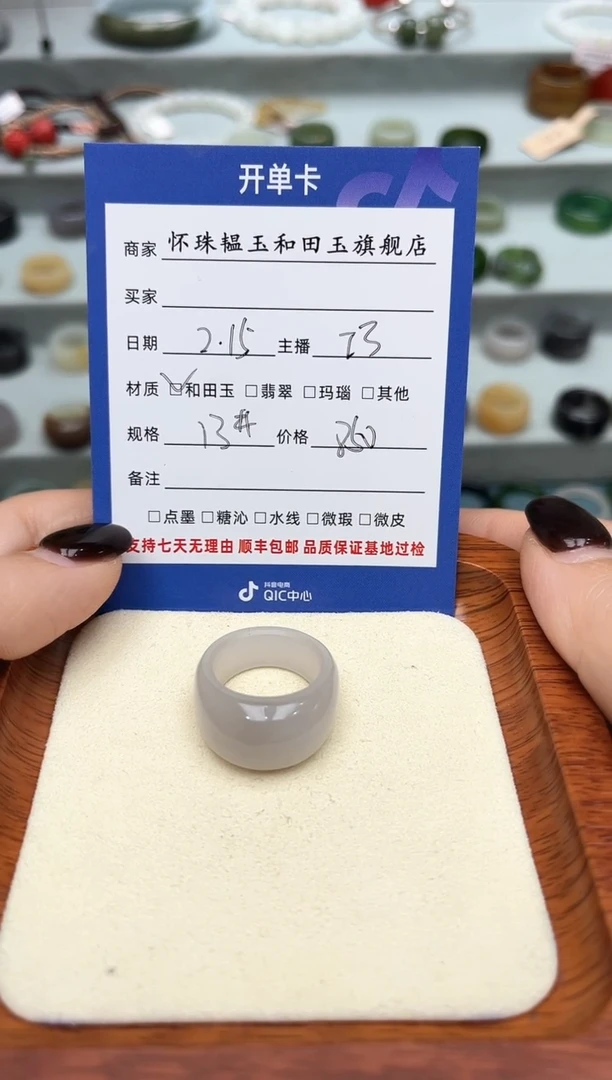 开单卡
商家 怀珠韫玉和田玉旗舰店
买家
日期 2.15 主播
材质 ☑和田玉 □翡翠 □玛瑙 □其他
规格 13# 价格 860
备注
□点墨 □糖沁 □水线 □微瑕 □微皮
支持七天无理由 顺丰包邮 品质保证基地过检
抖音电商
QIC中心